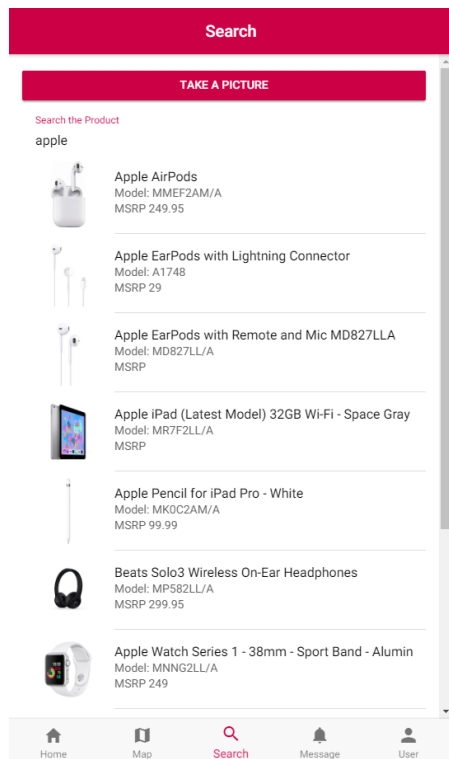 Search
TAKE A PICTURE
Search the Product
apple
Apple AirPods
Model: MMEF2AM/A
MSRP 249.95
Apple EarPods with Lightning Connector
Model: A1748
MSRP 29
Apple EarPods with Remote and Mic MD827LLA
Model: MD827LL/A
MSRP
Apple iPad (Latest Model) 32GB Wi-Fi - Space Gray
Model: MR7F2LL/A
MSRP
Apple Pencil for iPad Pro - White
Model: MK0C2AM/A
MSRP 99.99
Beats Solo3 Wireless On-Ear Headphones
Model: MP582LL/A
MSRP 299.95
Apple Watch Series 1 - 38mm - Sport Band - Alumin
Model: MNNG2LL/A
MSRP 249
Home Map Search Message User